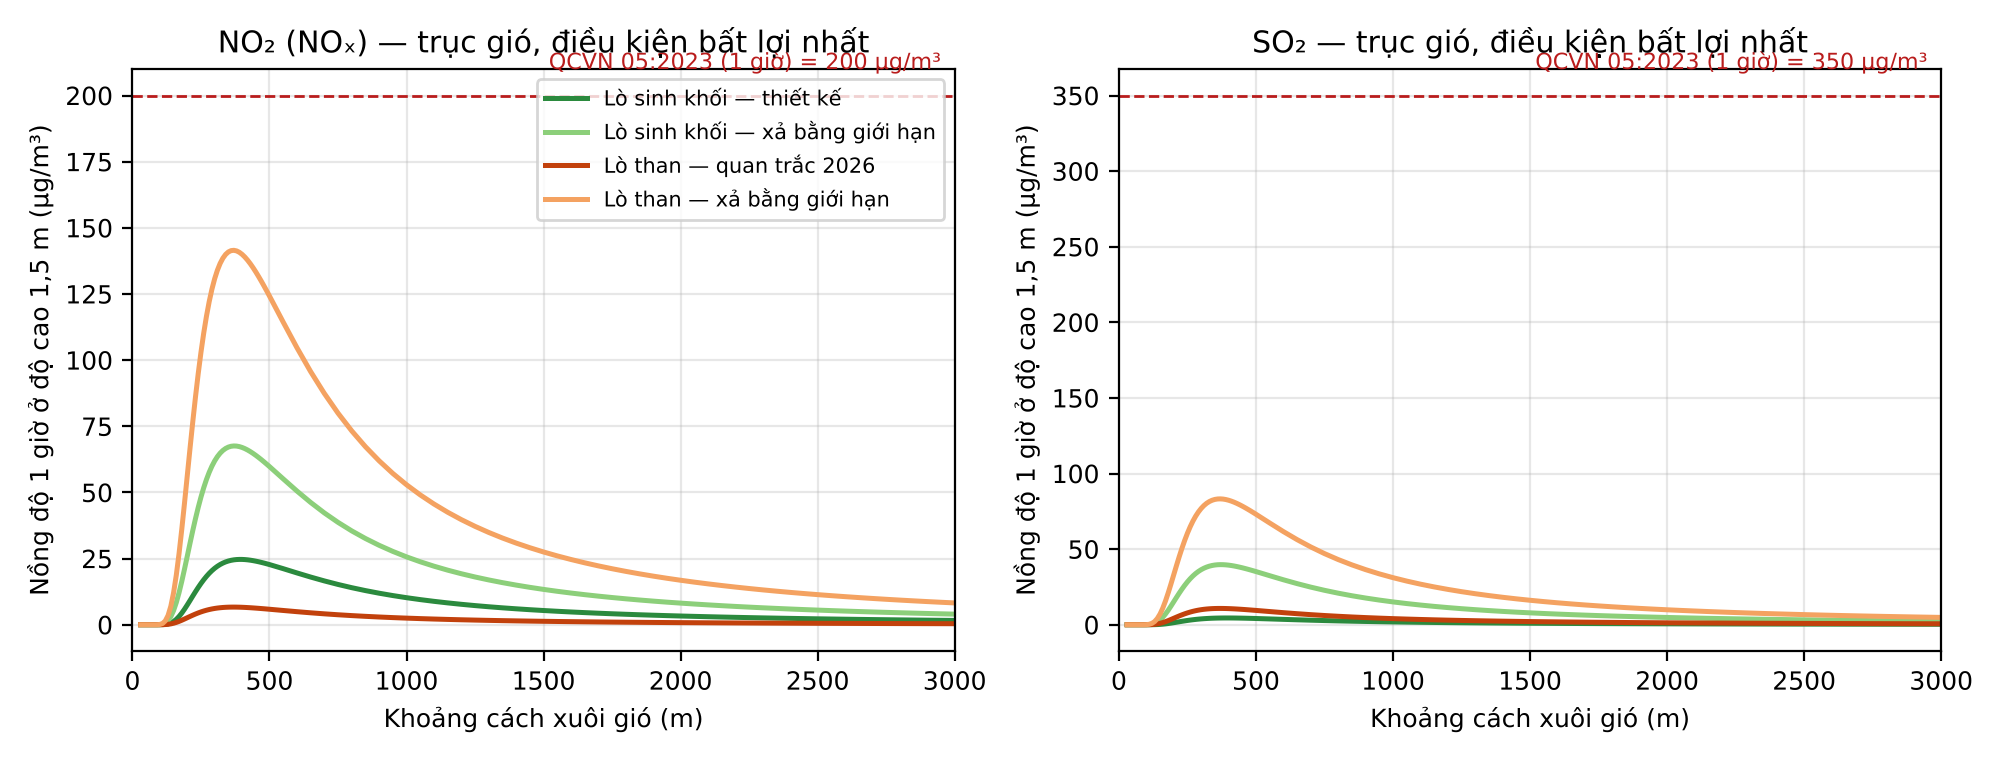 NO₂ (NOₓ) — trục gió, điều kiện bất lợi nhất
QCVN 05:2023 (1 giờ) = 200 µg/m³
Lò sinh khối — thiết kế
Lò sinh khối — xả bằng giới hạn
Lò than — quan trắc 2026
Lò than — xả bằng giới hạn
Nồng độ 1 giờ ở độ cao 1,5 m (µg/m³)
200
175
150
125
100
75
50
25
0
0 500 1000 1500 2000 2500 3000
Khoảng cách xuôi gió (m)
SO₂ — trục gió, điều kiện bất lợi nhất
QCVN 05:2023 (1 giờ) = 350 µg/m³
Nồng độ 1 giờ ở độ cao 1,5 m (µg/m³)
350
300
250
200
150
100
50
0
0 500 1000 1500 2000 2500 3000
Khoảng cách xuôi gió (m)